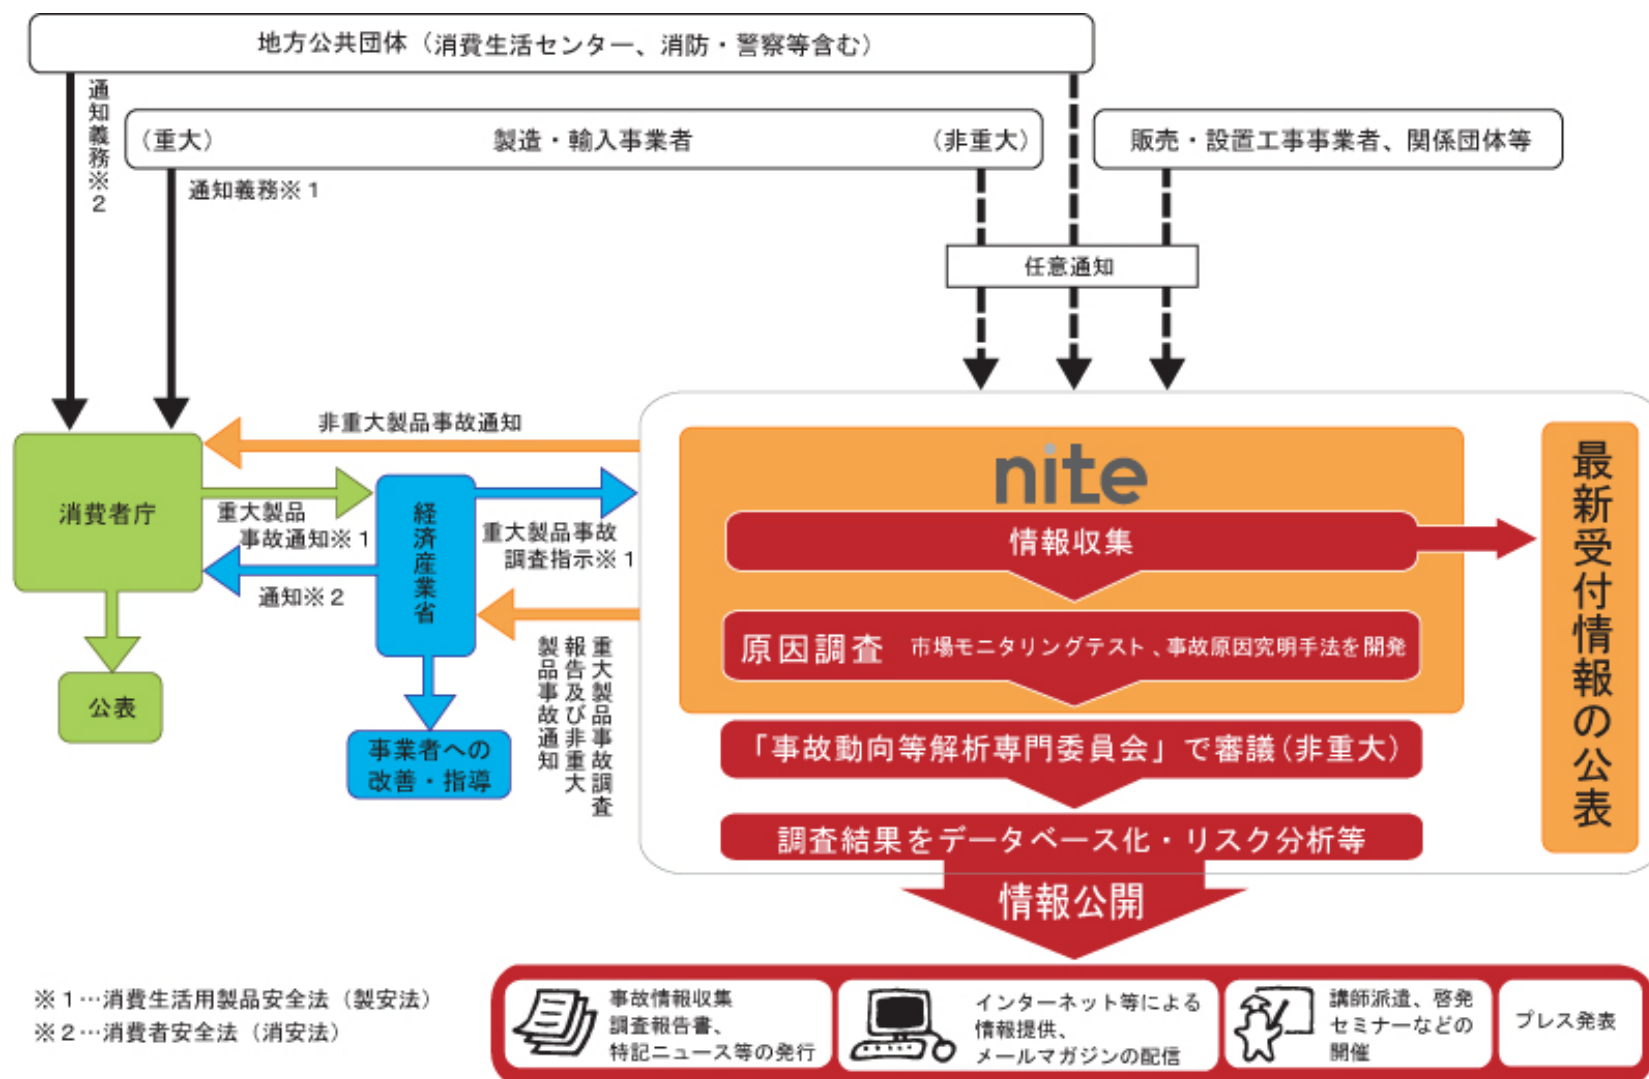 地方公共団体（消費生活センター、消防・警察等含む）
通知義務※2
（重大）
製造・輸入事業者
（非重大）
販売・設置工事事業者、関係団体等
通知義務※1
任意通知
非重大製品事故通知
消費者庁
重大製品
事故通知※1
通知※2
経済産業省
重大製品事故
調査指示※1
重大製品事故調査
報告及び非重大
製品事故通知
公表
事業者への
改善・指導
nite
情報収集
原因調査 市場モニタリングテスト、事故原因究明手法を開発
「事故動向等解析専門委員会」で審議（非重大）
調査結果をデータベース化・リスク分析等
最新受付情報の公表
情報公開
※1…消費生活用製品安全法（製安法）
※2…消費者安全法（消安法）
事故情報収集
調査報告書、
特記ニュース等の発行
インターネット等による
情報提供、
メールマガジンの配信
講師派遣、啓発
セミナーなどの
開催
プレス発表